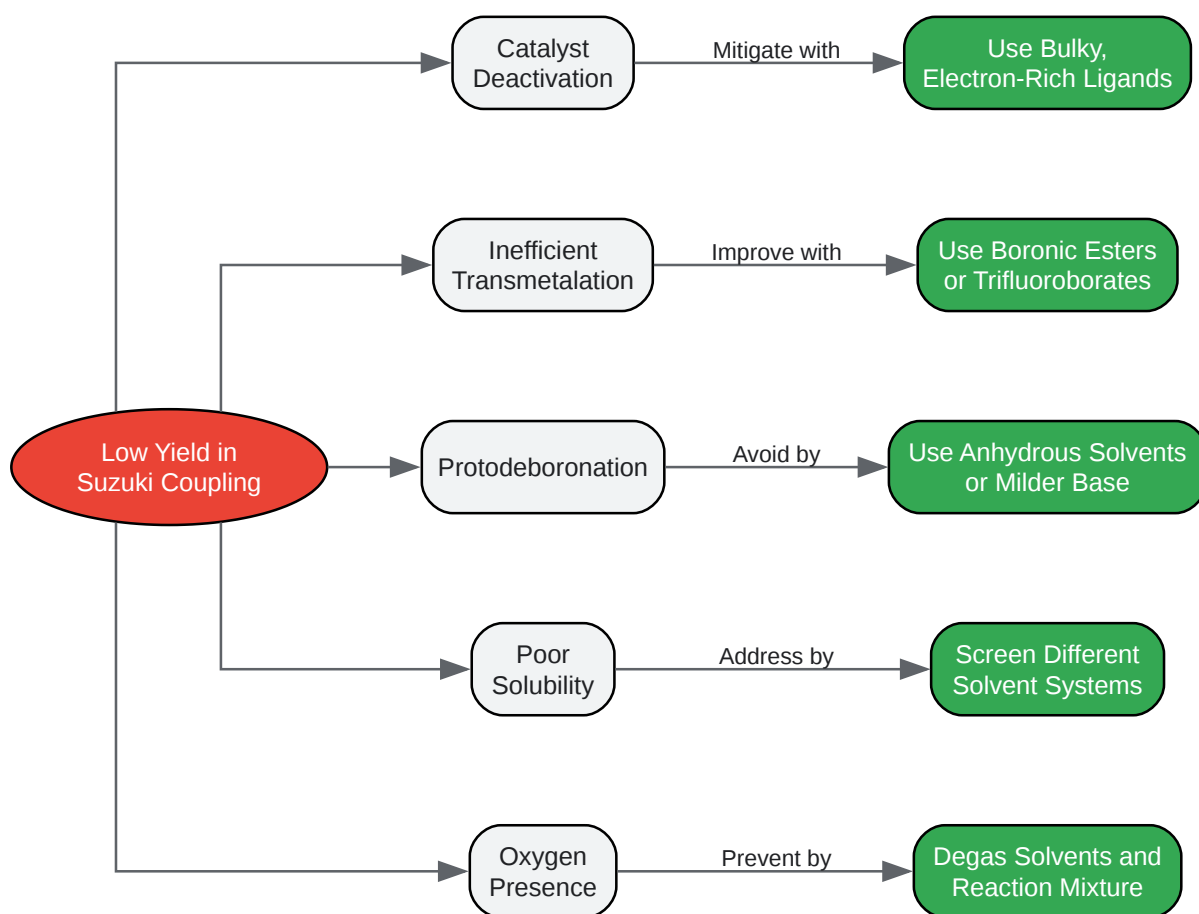 Catalyst
Deactivation
Mitigate with
Use Bulky,
Electron-Rich Ligands
Inefficient
Transmetalation
Improve with
Use Boronic Esters
or Trifluoroborates
Low Yield in
Suzuki Coupling
Protodeboronation
Avoid by
Use Anhydrous Solvents
or Milder Base
Poor
Solubility
Address by
Screen Different
Solvent Systems
Oxygen
Presence
Prevent by
Degas Solvents and
Reaction Mixture